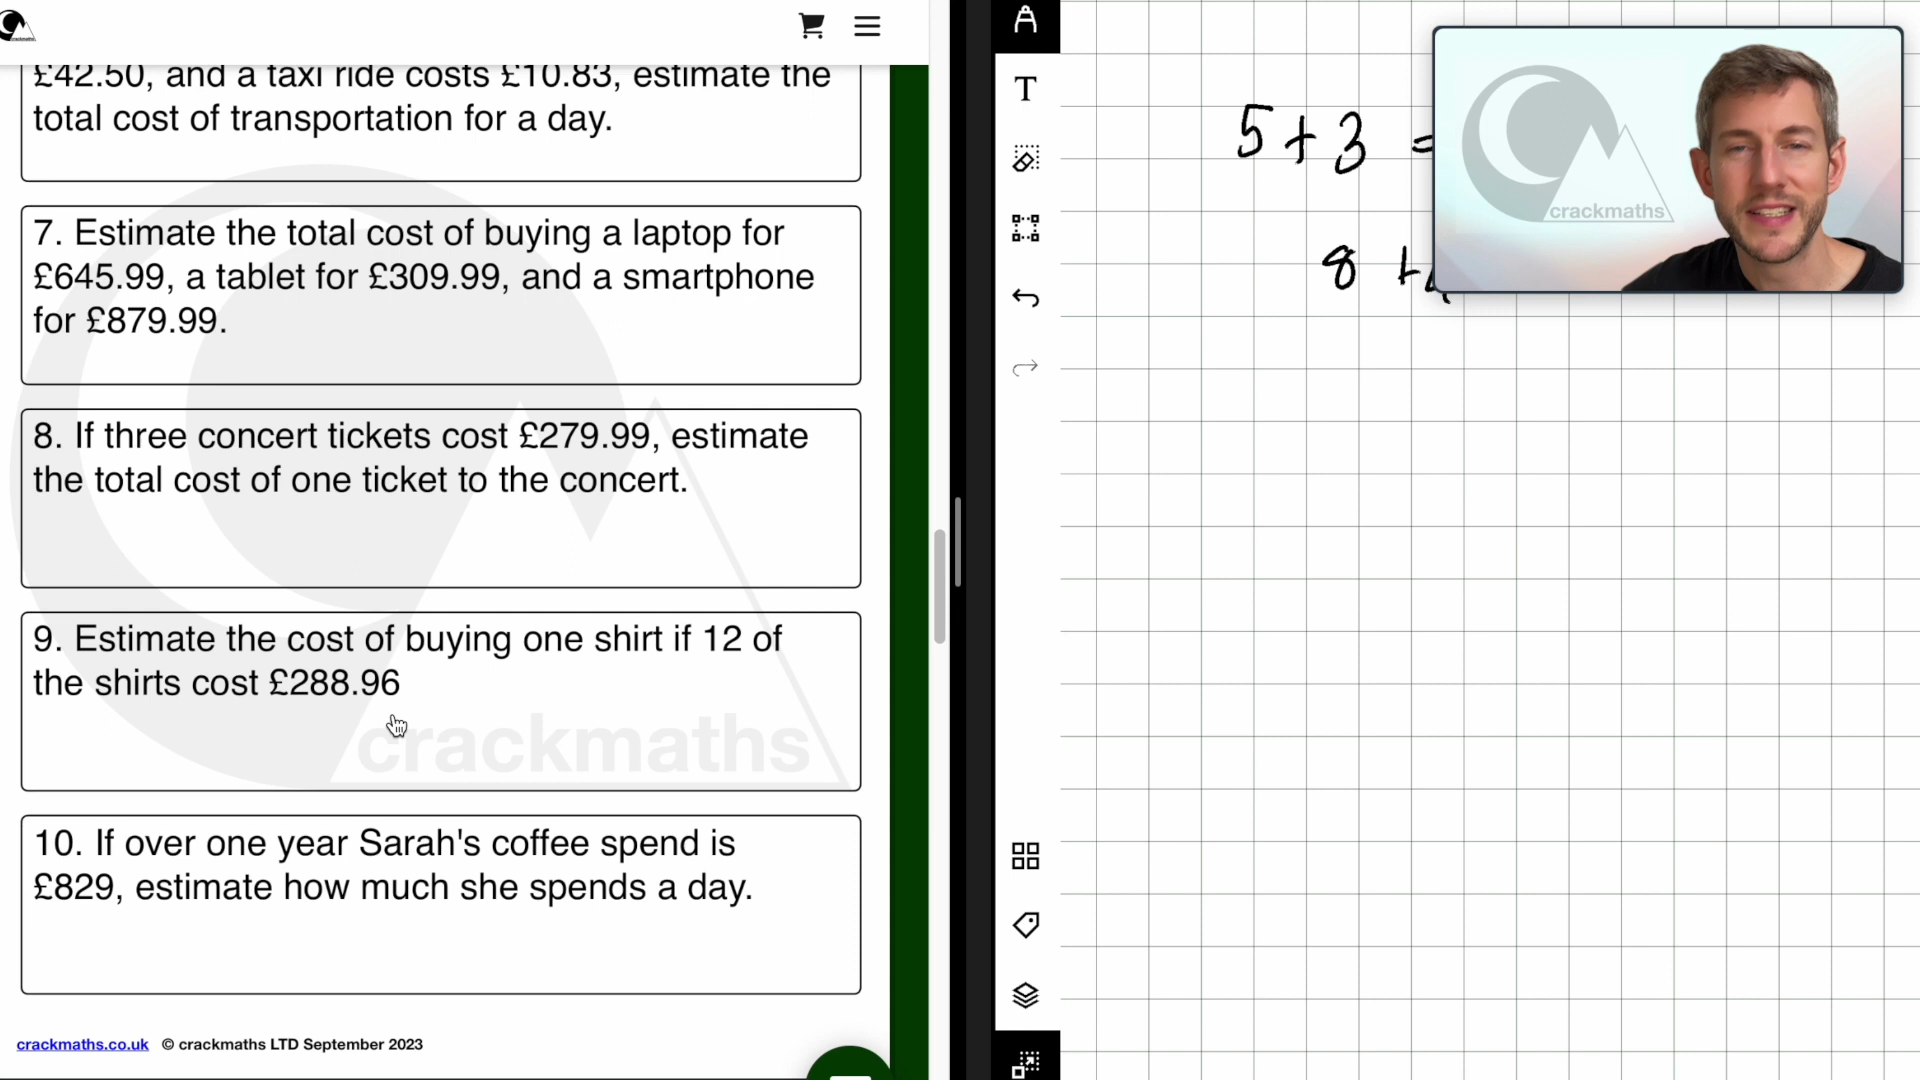 £42.50, and a taxi ride costs £10.83, estimate the
total cost of transportation for a day.
7. Estimate the total cost of buying a laptop for
£645.99, a tablet for £309.99, and a smartphone
for £879.99.
8. If three concert tickets cost £279.99, estimate
the total cost of one ticket to the concert.
9. Estimate the cost of buying one shirt if 12 of
the shirts cost £288.96
crackmaths
10. If over one year Sarah's coffee spend is
£829, estimate how much she spends a day.
crackmaths.co.uk © crackmaths LTD September 2023
T
5 + 3 =
8 +
crackmaths